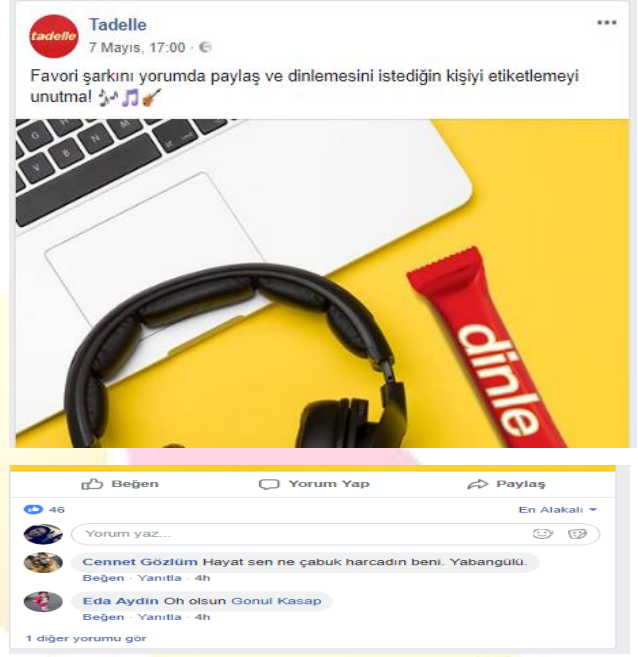 tadelle
Tadelle
7 Mayıs, 17:00 ·
Favori şarkını yorumda paylaş ve dinlemesini istediğin kişiyi etiketlemeyi
unutma!
G H
V B N M
dinle
Beğen Yorum Yap Paylaş
46 En Alakalı
Yorum yaz...
Cennet Gözlüm Hayat sen ne çabuk harcadın beni. Yabangülü.
Beğen · Yanıtla · 4h
Eda Aydin Oh olsun Gonul Kasap
Beğen · Yanıtla · 4h
1 diğer yorumu gör